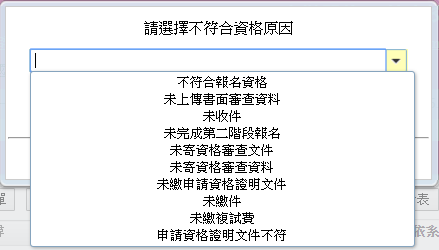 請選擇不符合資格原因
不符合報名資格
未上傳書面審查資料
未收件
未完成第二階段報名
未寄資格審查文件
未寄資格審查資料
未繳申請資格證明文件
未繳件
未繳複試費
申請資格證明文件不符
單
表
依系